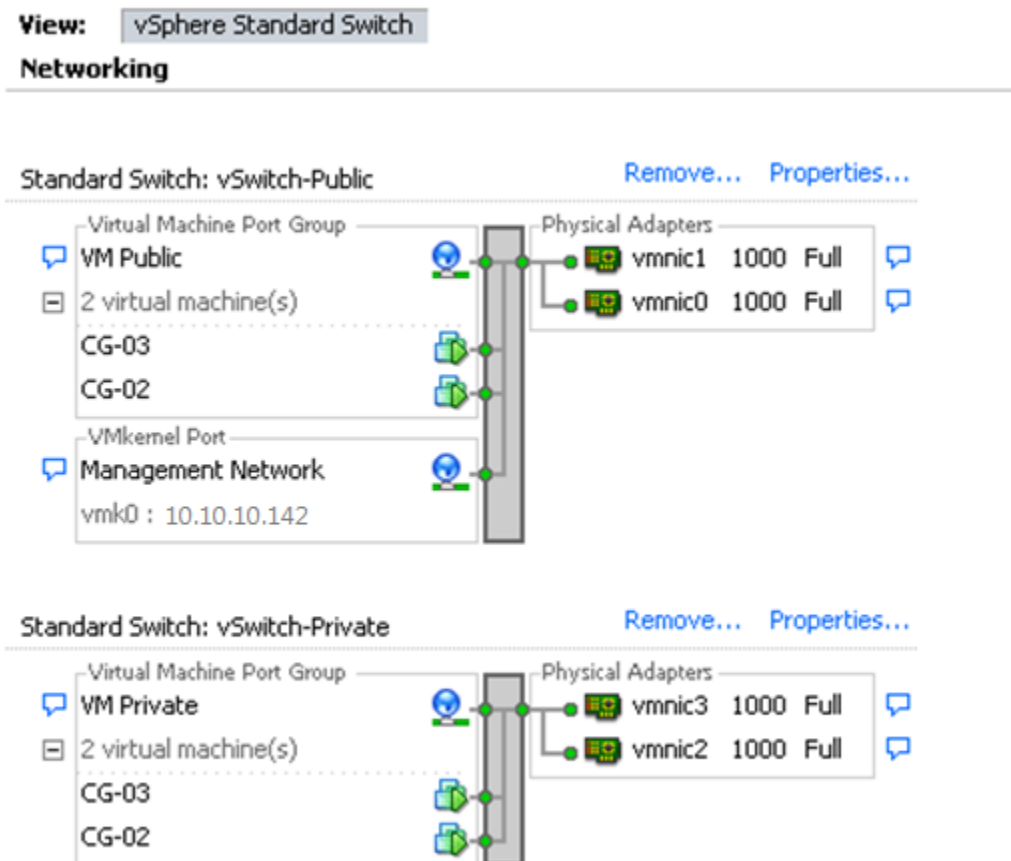 View: vSphere Standard Switch
Networking
Standard Switch: vSwitch-Public Remove... Properties...
Virtual Machine Port Group Physical Adapters
VM Public vmnic1 1000 Full
2 virtual machine(s) vmnic0 1000 Full
CG-03
CG-02
VMkernel Port
Management Network
vmk0 : 10.10.10.142
Standard Switch: vSwitch-Private Remove... Properties...
Virtual Machine Port Group Physical Adapters
VM Private vmnic3 1000 Full
2 virtual machine(s) vmnic2 1000 Full
CG-03
CG-02